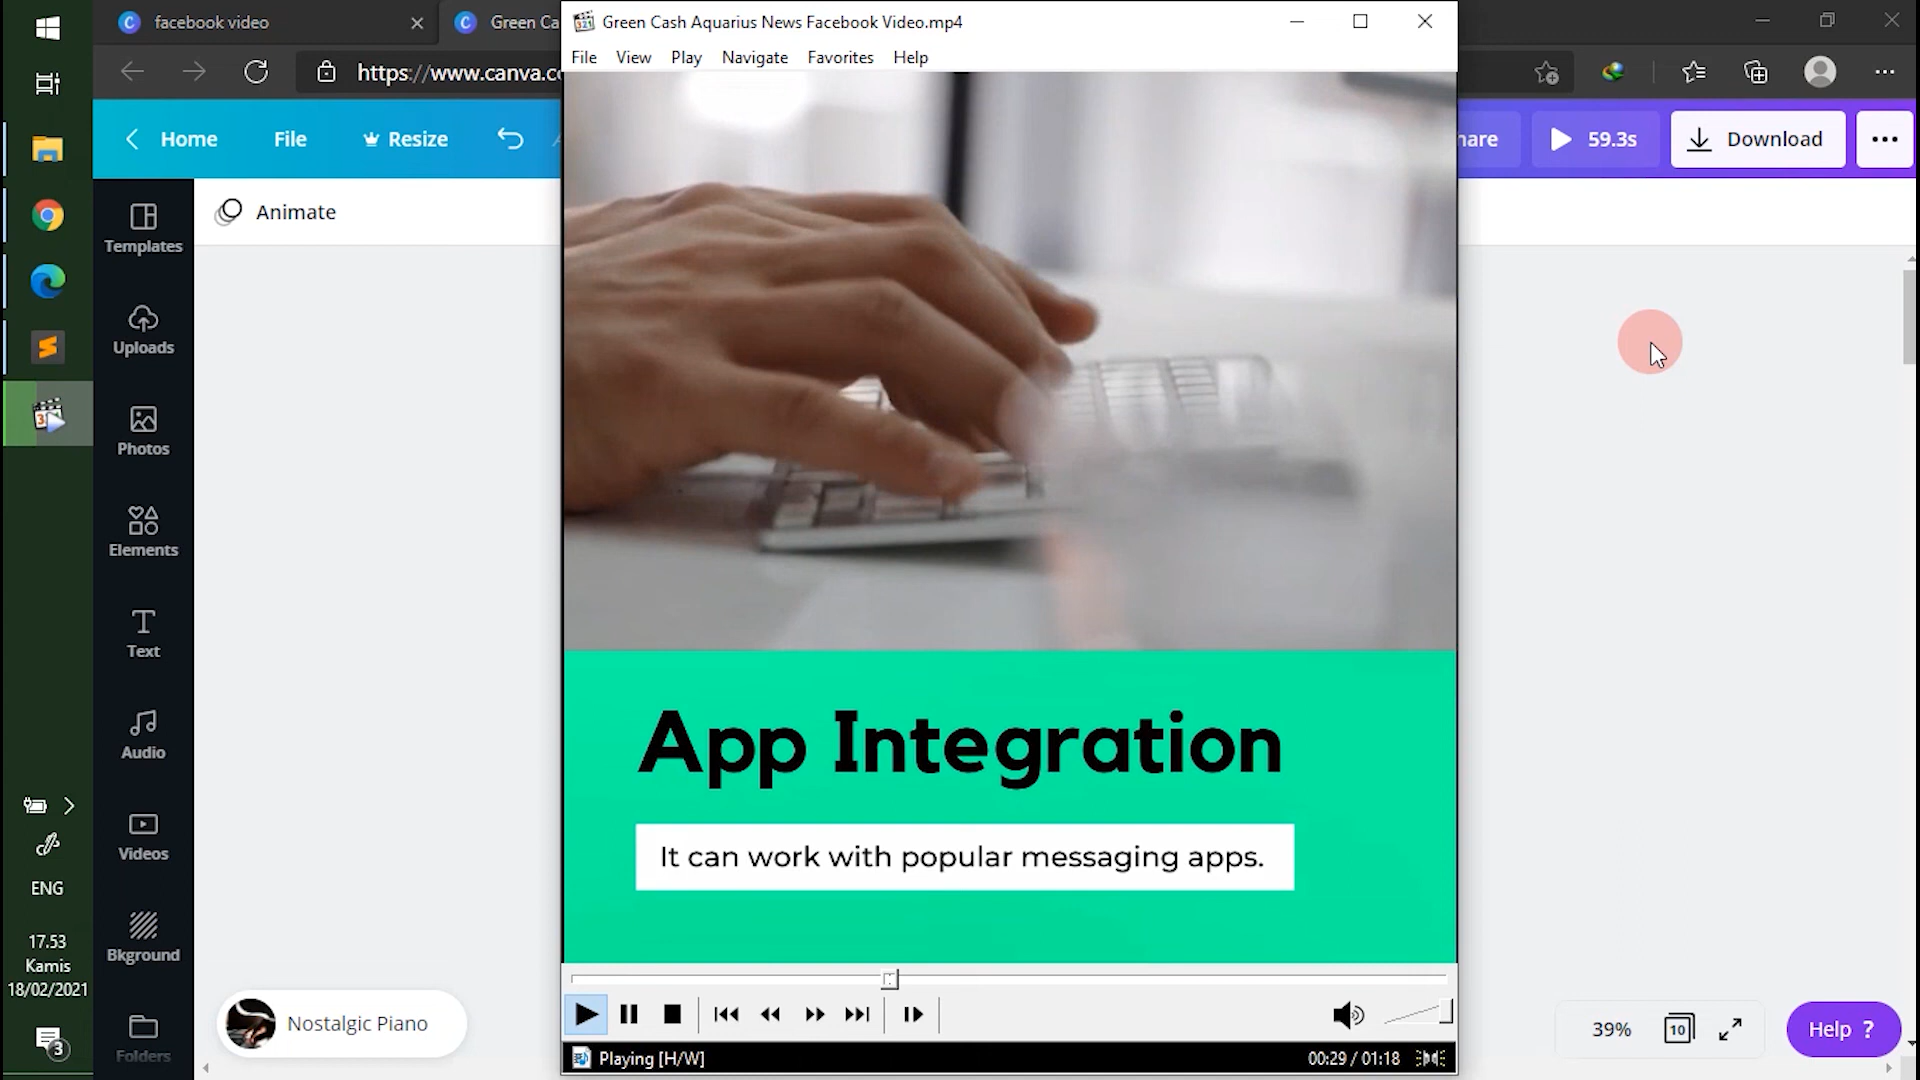 facebook video
Green Ca
https://www.canva.c
Home
File
Resize
hare
59.3s
Download
Animate
Templates
Uploads
Photos
Elements
Text
Audio
Videos
Bkground
Folders
Nostalgic Piano
Green Cash Aquarius News Facebook Video.mp4
File
View
Play
Navigate
Favorites
Help
App Integration
It can work with popular messaging apps.
Playing [H/W]
00:29 / 01:18
39%
10
Help ?
ENG
17.53
Kamis
18/02/2021
3